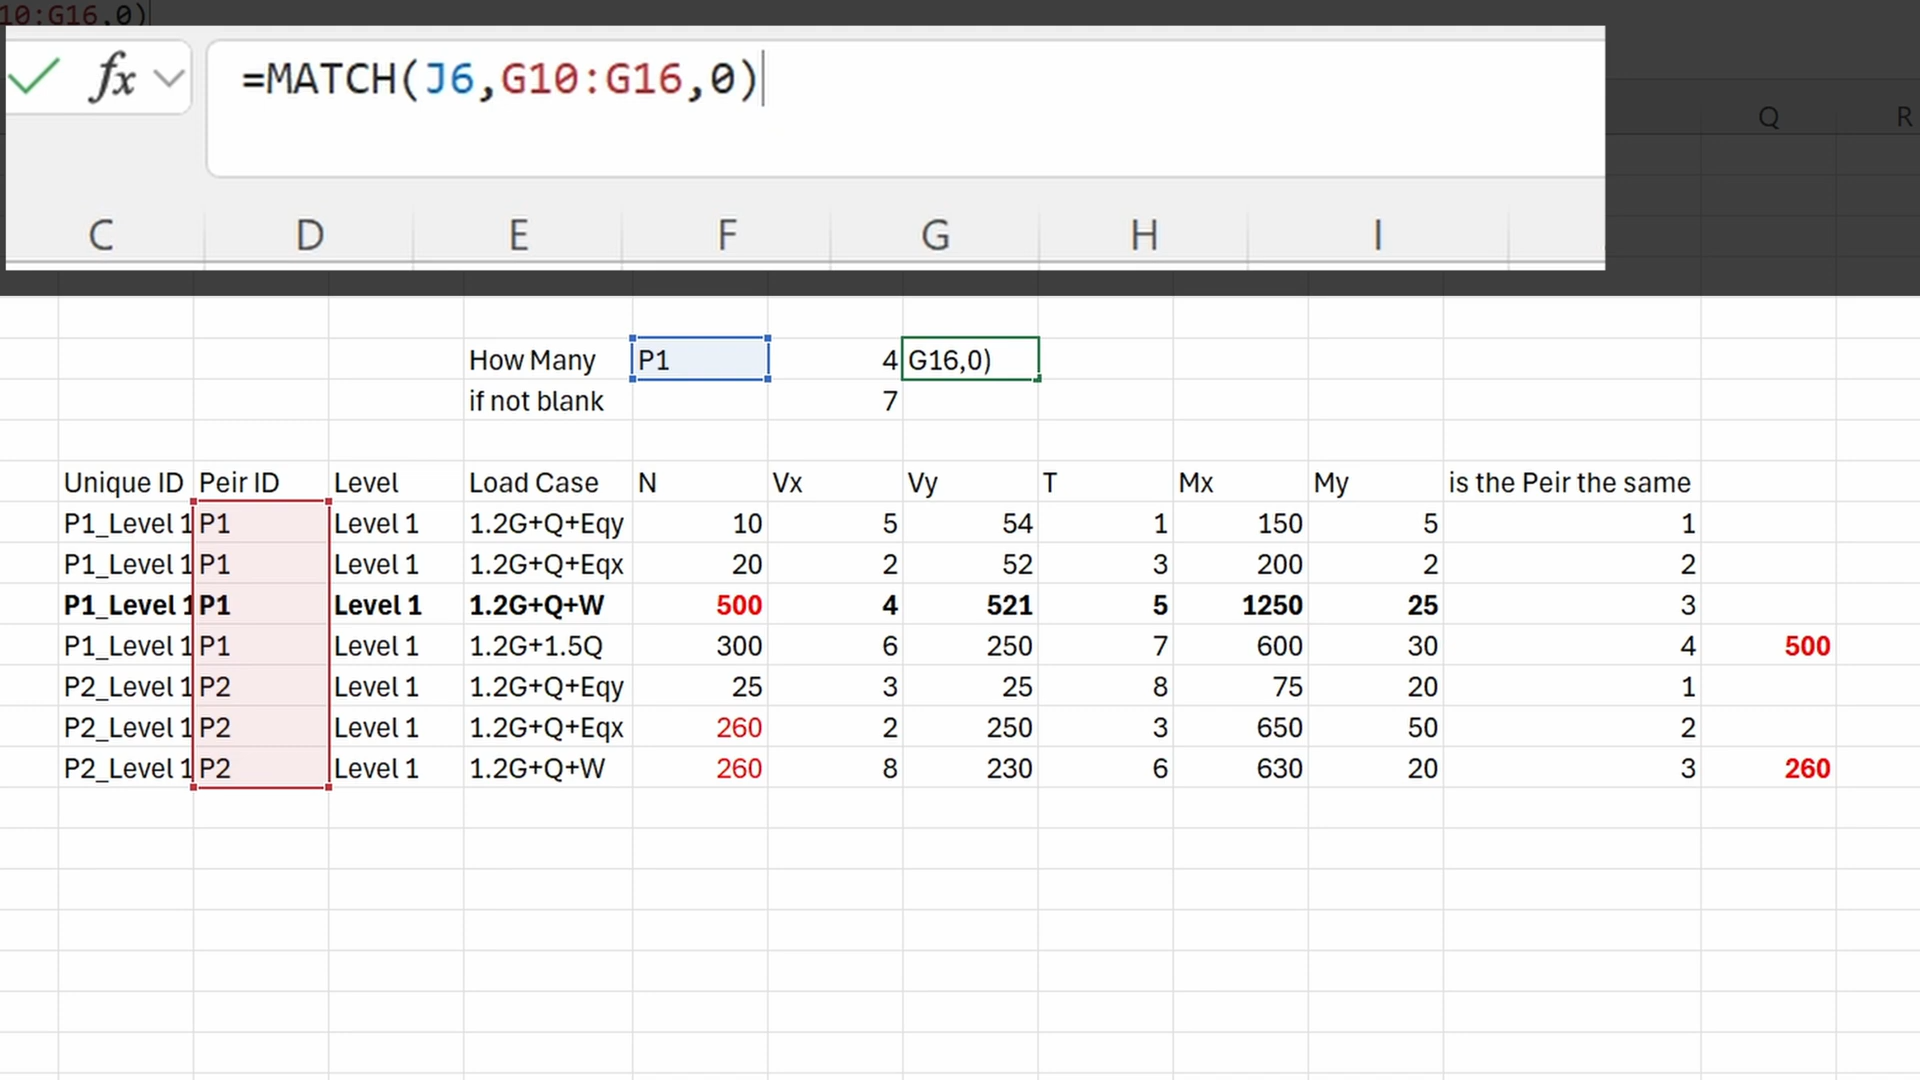 10:G16,0)
fx =MATCH(J6,G10:G16,0)
Q R
C D E F G H I
How Many P1 4 G16,0)
if not blank 7
Unique ID Peir ID Level Load Case N Vx Vy T Mx My is the Peir the same
P1_Level 1 P1 Level 1 1.2G+Q+Eqy 10 5 54 1 150 5 1
P1_Level 1 P1 Level 1 1.2G+Q+Eqx 20 2 52 3 200 2 2
P1_Level 1 P1 Level 1 1.2G+Q+W 500 4 521 5 1250 25 3
P1_Level 1 P1 Level 1 1.2G+1.5Q 300 6 250 7 600 30 4 500
P2_Level 1 P2 Level 1 1.2G+Q+Eqy 25 3 25 8 75 20 1
P2_Level 1 P2 Level 1 1.2G+Q+Eqx 260 2 250 3 650 50 2
P2_Level 1 P2 Level 1 1.2G+Q+W 260 8 230 6 630 20 3 260